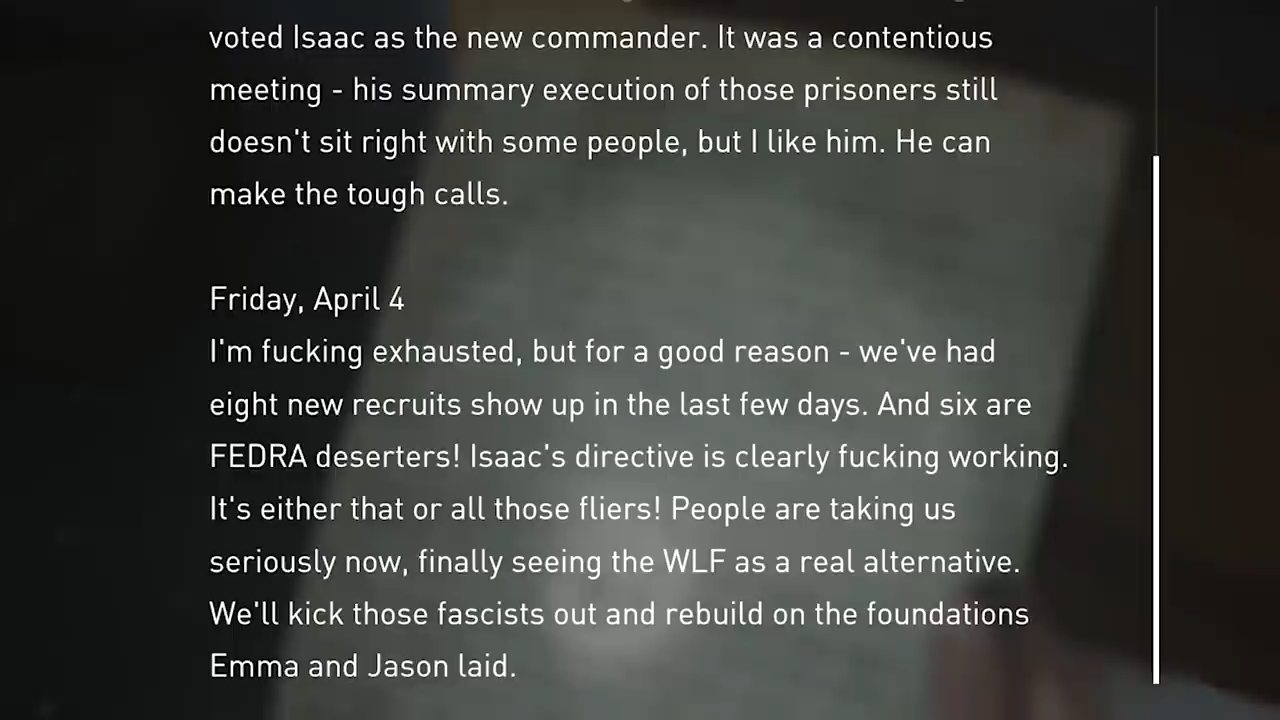 voted Isaac as the new commander. It was a contentious
meeting - his summary execution of those prisoners still
doesn't sit right with some people, but I like him. He can
make the tough calls.
Friday, April 4
I'm fucking exhausted, but for a good reason - we've had
eight new recruits show up in the last few days. And six are
FEDRA deserters! Isaac's directive is clearly fucking working.
It's either that or all those fliers! People are taking us
seriously now, finally seeing the WLF as a real alternative.
We'll kick those fascists out and rebuild on the foundations
Emma and Jason laid.